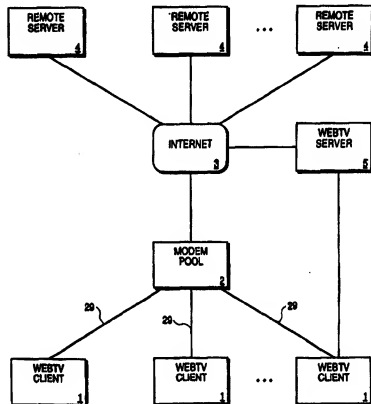 REMOTE
SERVER
4
REMOTE
SERVER
4
...
REMOTE
SERVER
4
INTERNET
3
WEBTV
SERVER
5
MODEM
POOL
2
29
29
29
WEBTV
CLIENT
1
WEBTV
CLIENT
1
...
WEBTV
CLIENT
1